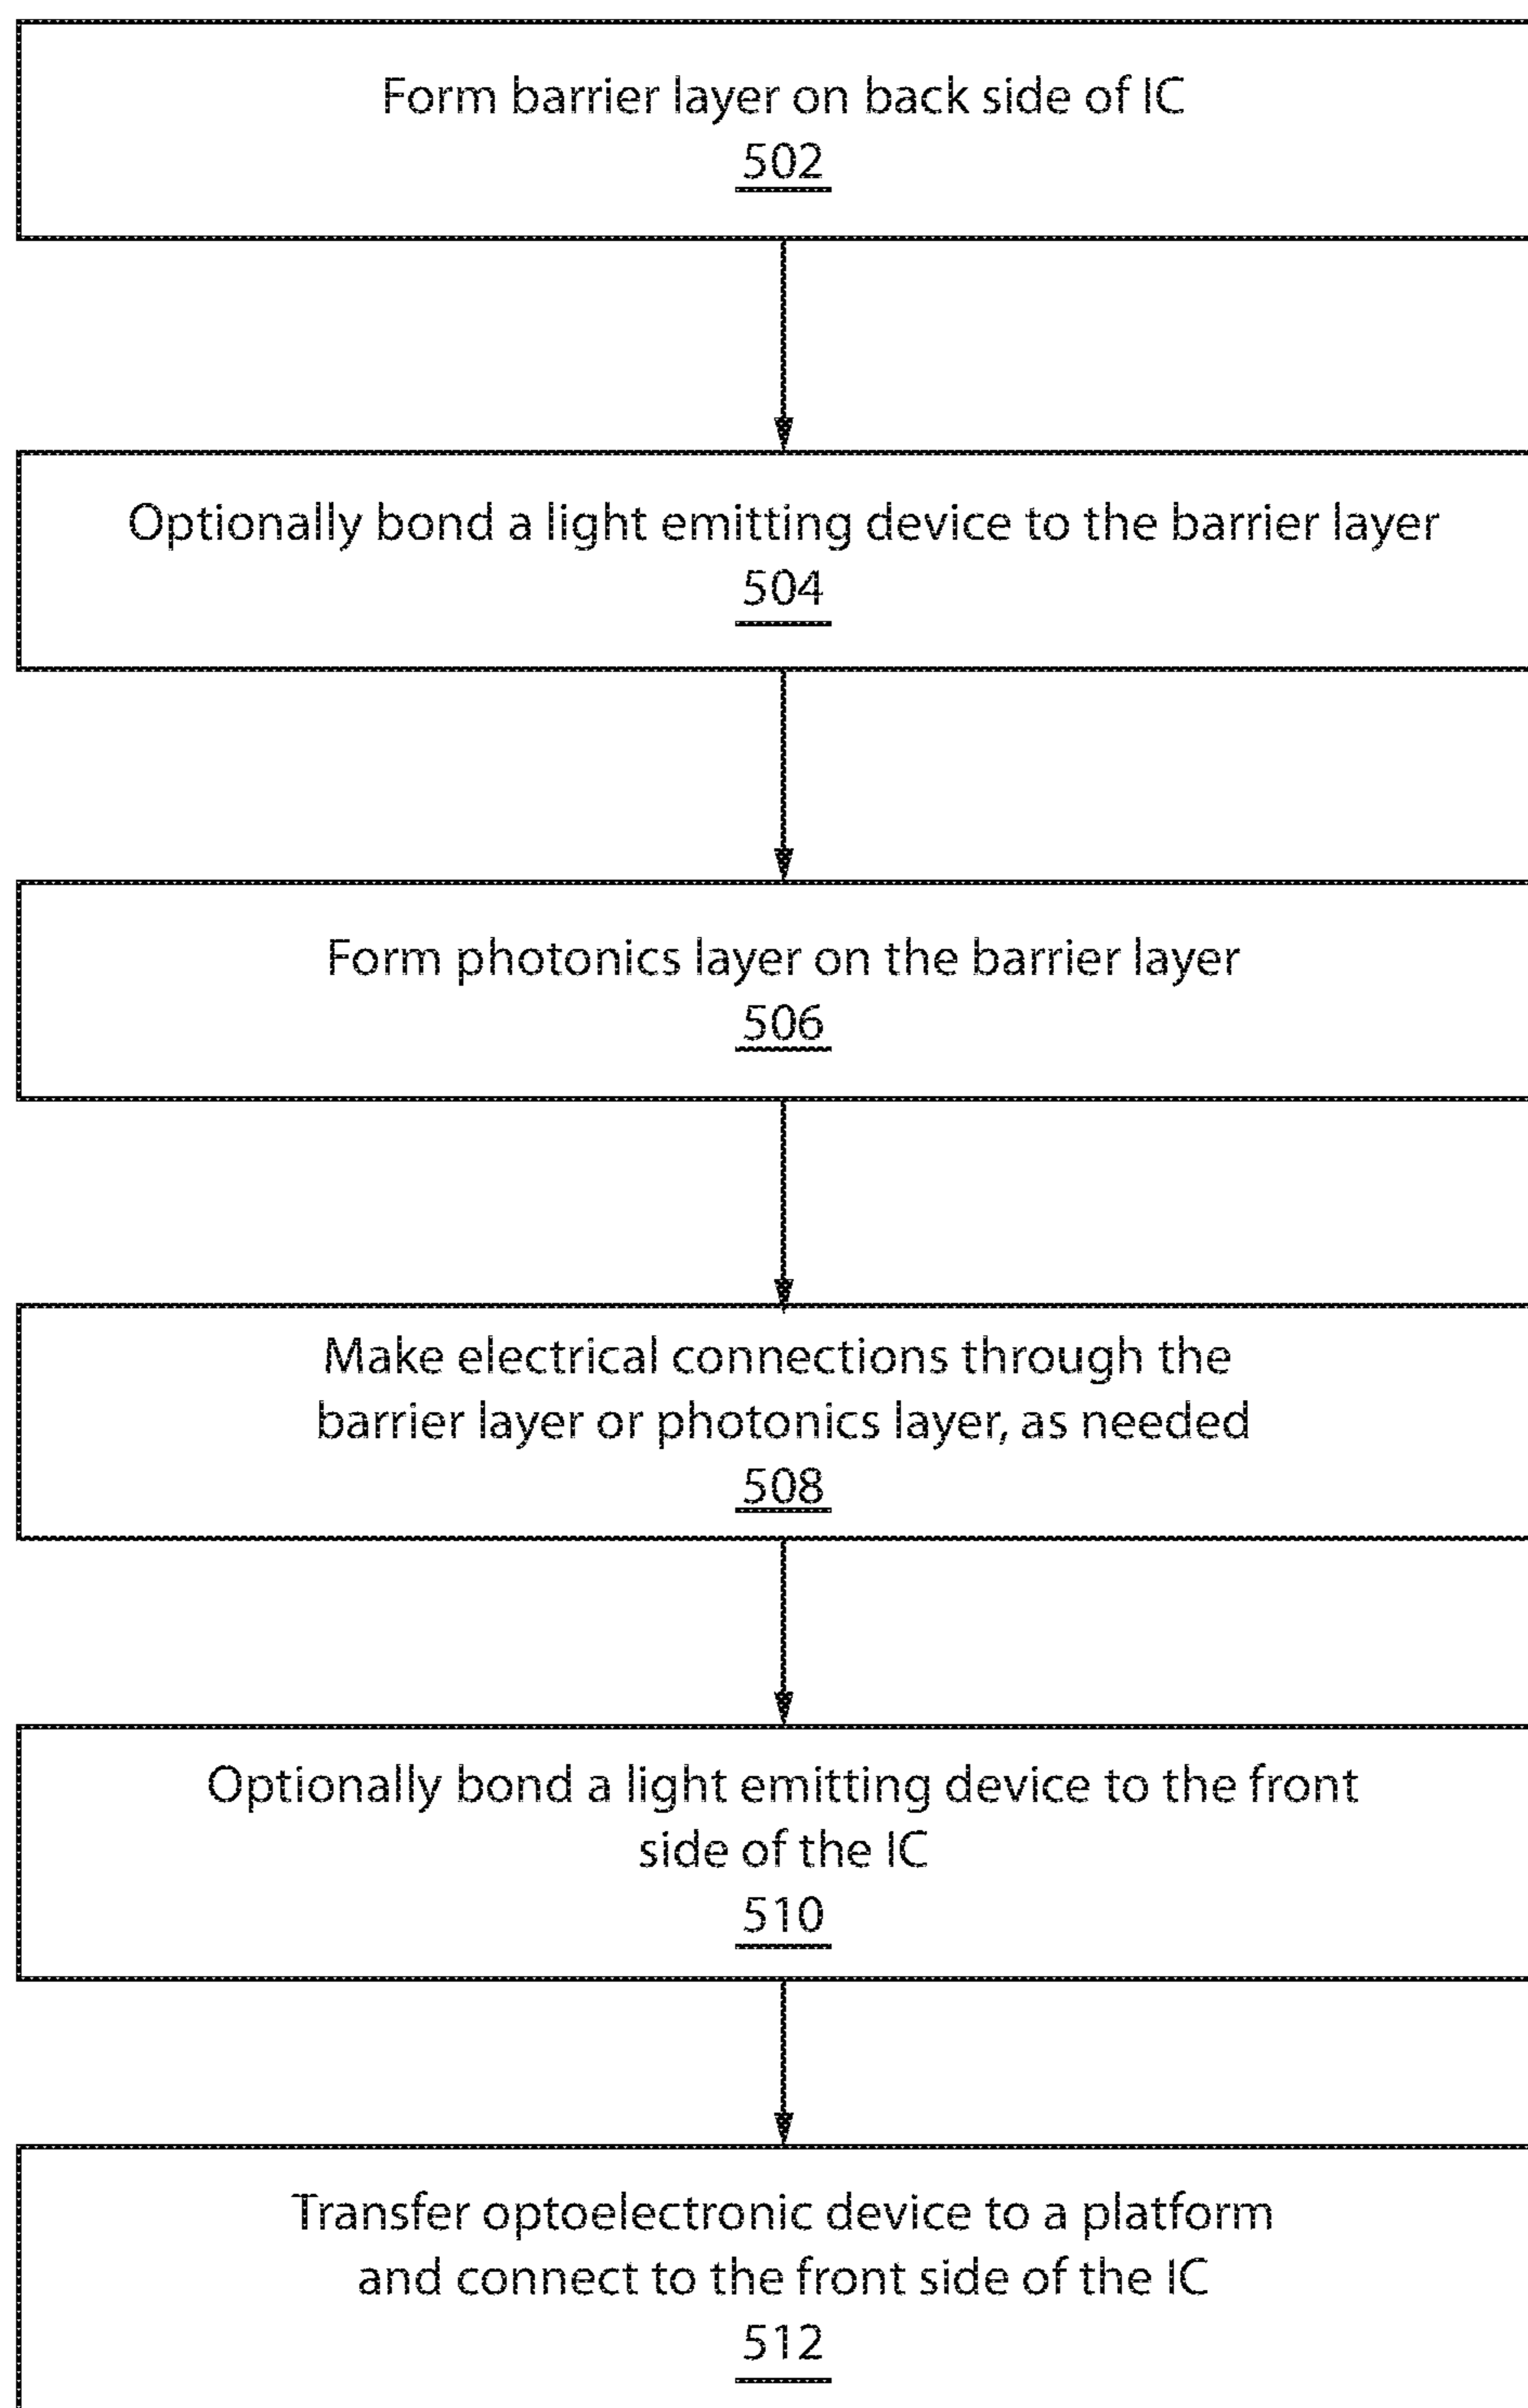 Form barrier layer on back side of IC
502
Optionally bond a light emitting device to the barrier layer
504
Form photonics layer on the barrier layer
506
Make electrical connections through the
barrier layer or photonics layer, as needed
508
Optionally bond a light emitting device to the front
side of the IC
510
Transfer optoelectronic device to a platform
and connect to the front side of the IC
512